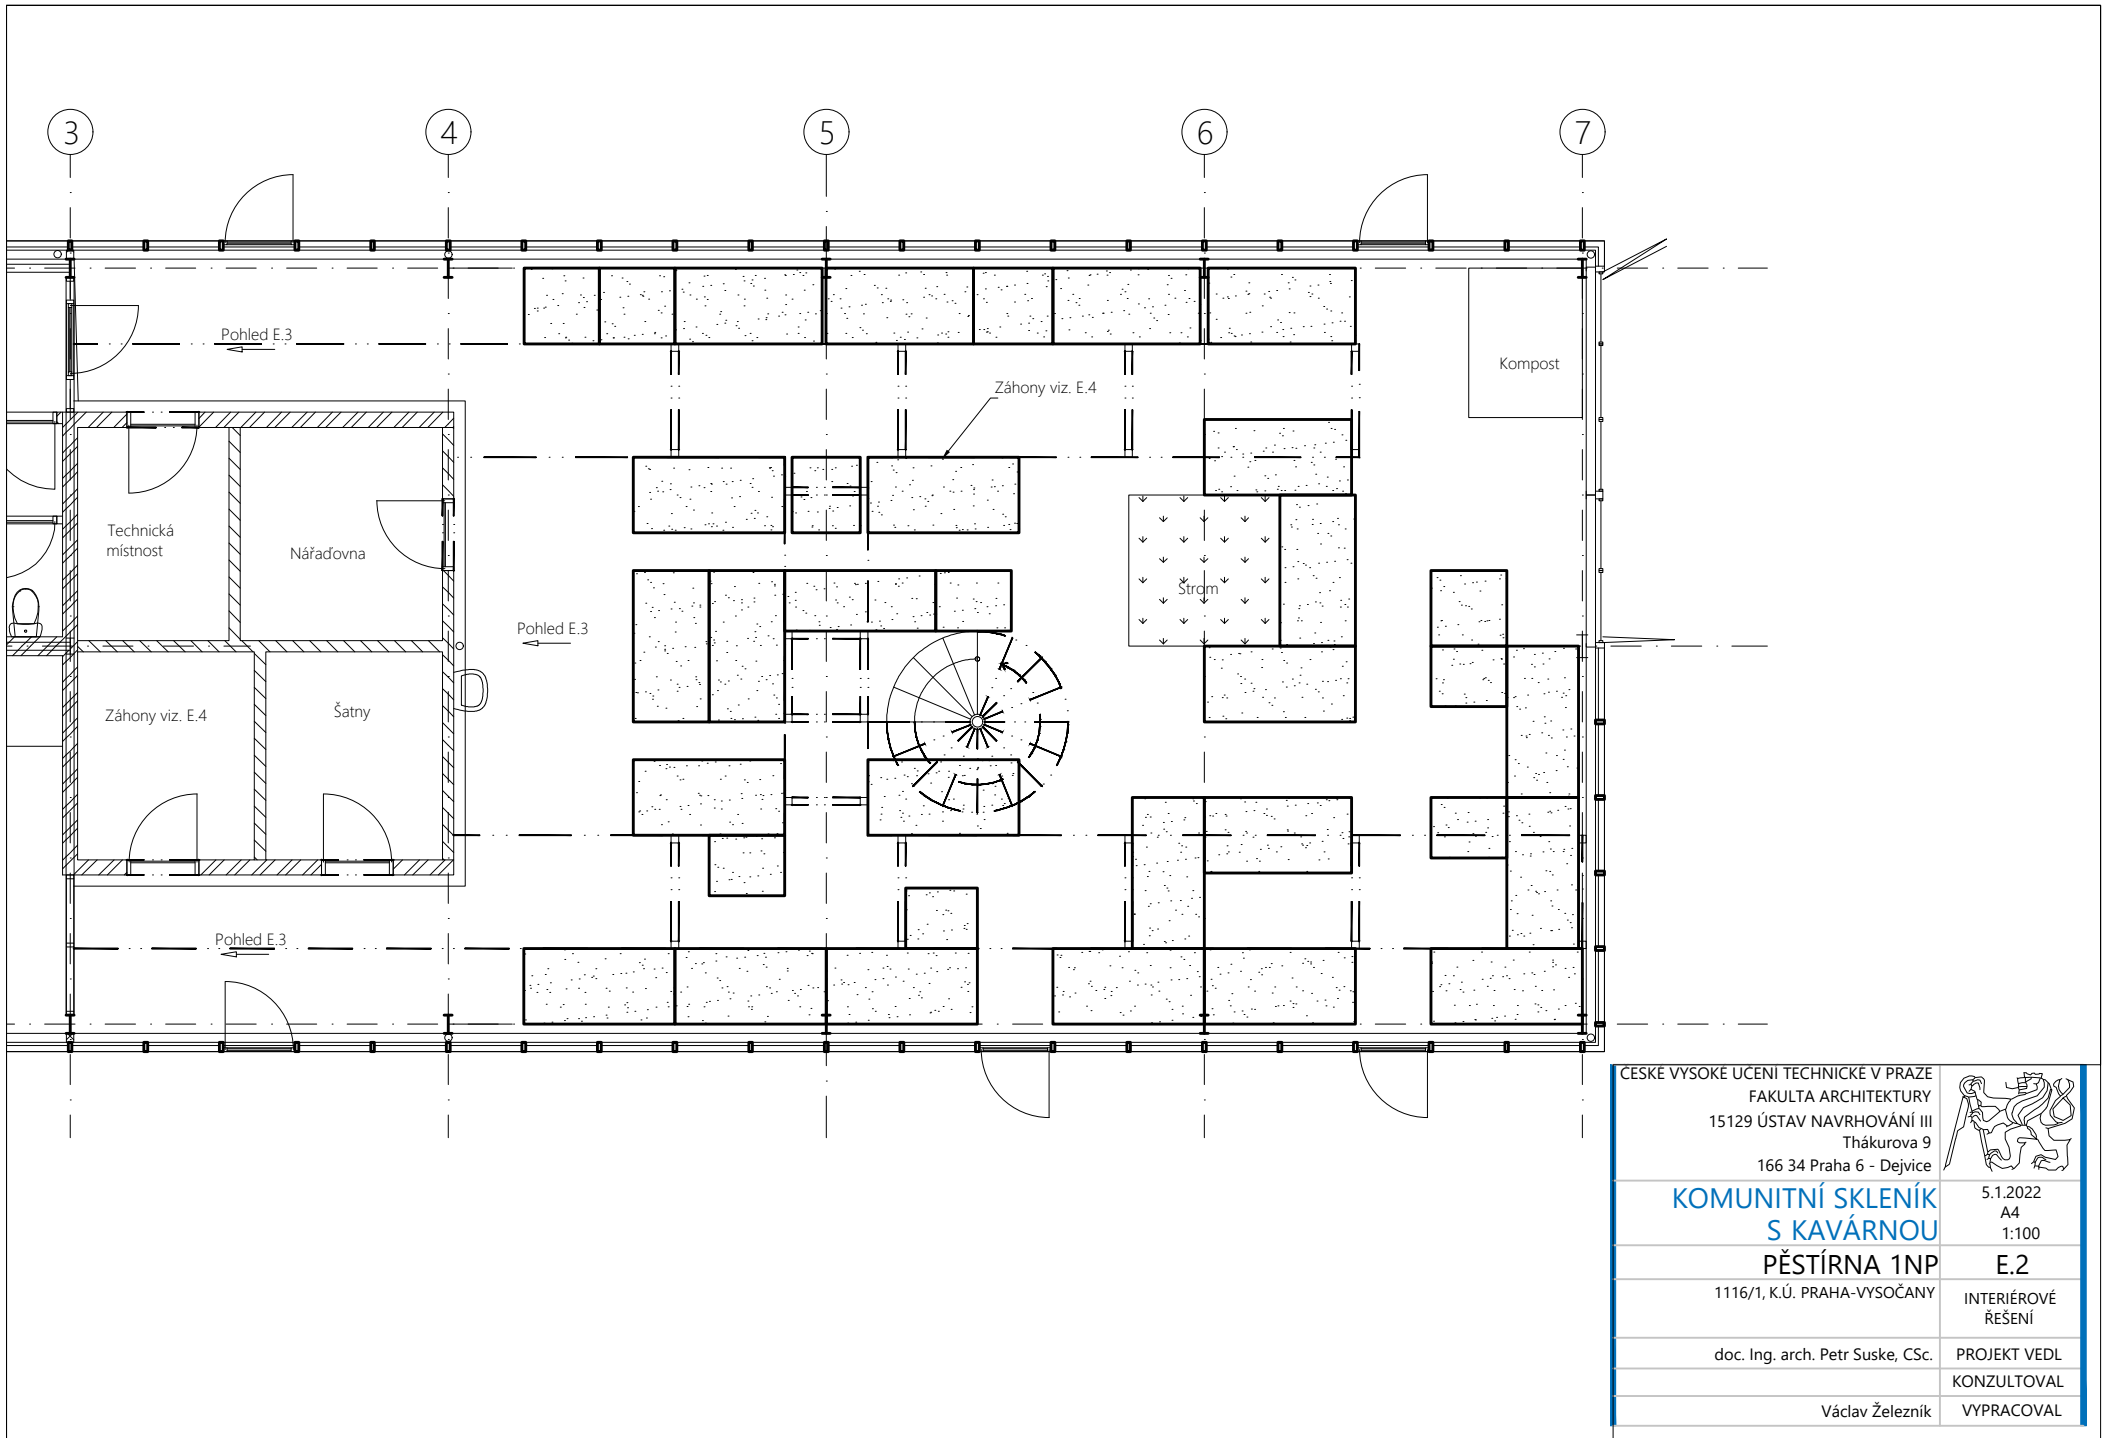 3
4
5
6
7
Pohled E.3
Záhony viz. E.4
Kompost
Technická
místnost
Nářaďovna
Strom
Pohled E.3
Záhony viz. E.4
Šatny
Pohled E.3
ČESKÉ VYSOKÉ UČENÍ TECHNICKÉ V PRAZE
FAKULTA ARCHITEKTURY
15129 ÚSTAV NAVRHOVÁNÍ III
Thákurova 9
166 34 Praha 6 - Dejvice
KOMUNITNÍ SKLENÍK
S KAVÁRNOU
5.1.2022
A4
1:100
PĚSTÍRNA 1NP
E.2
1116/1, K.Ú. PRAHA-VYSOČANY
INTERIÉROVÉ
ŘEŠENÍ
doc. Ing. arch. Petr Suske, CSc.
PROJEKT VEDL
KONZULTOVAL
Václav Železník
VYPRACOVAL